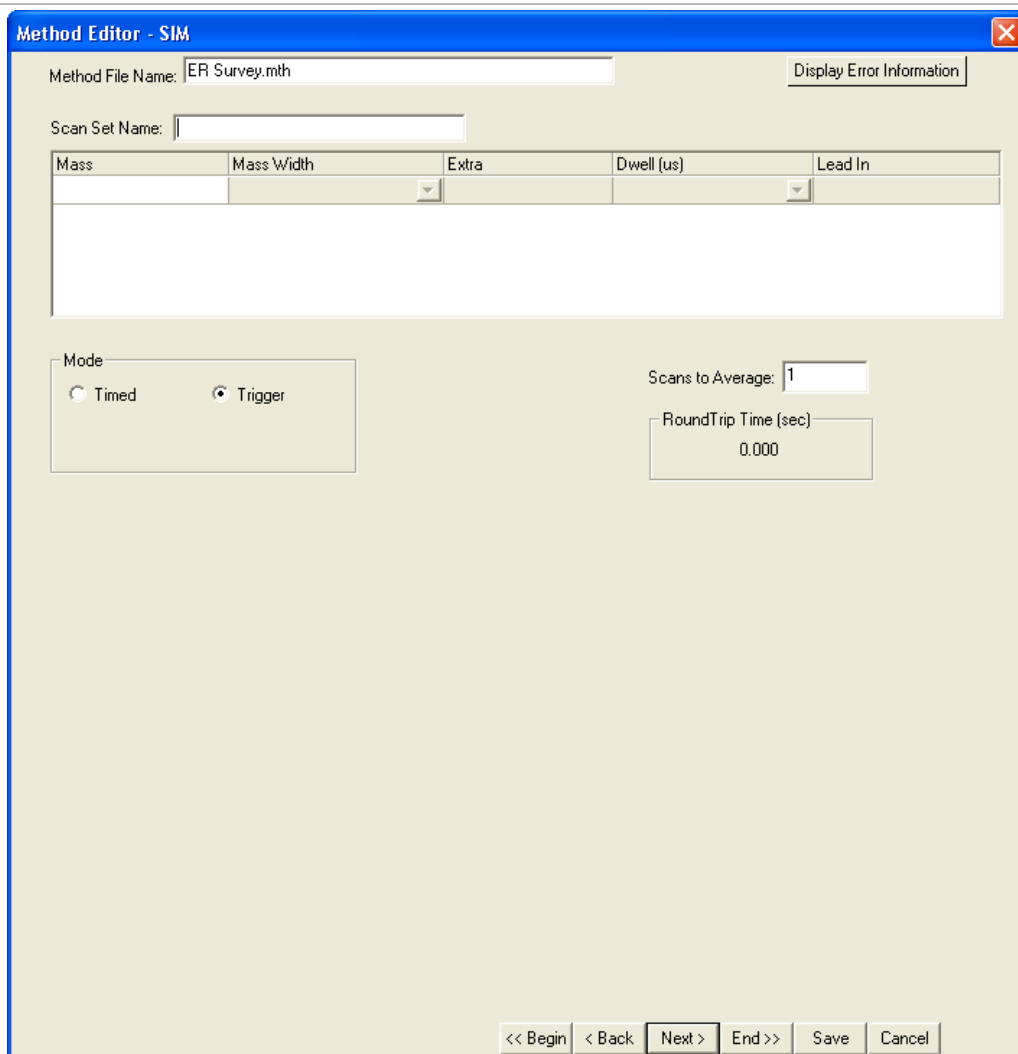 Method Editor - SIM
Method File Name: ER Survey.mth
Display Error Information
Scan Set Name:
Mass Mass Width Extra Dwell (us) Lead In
Mode
Timed Trigger
Scans to Average: 1
RoundTrip Time (sec)
0.000
<< Begin < Back Next > End >> Save Cancel